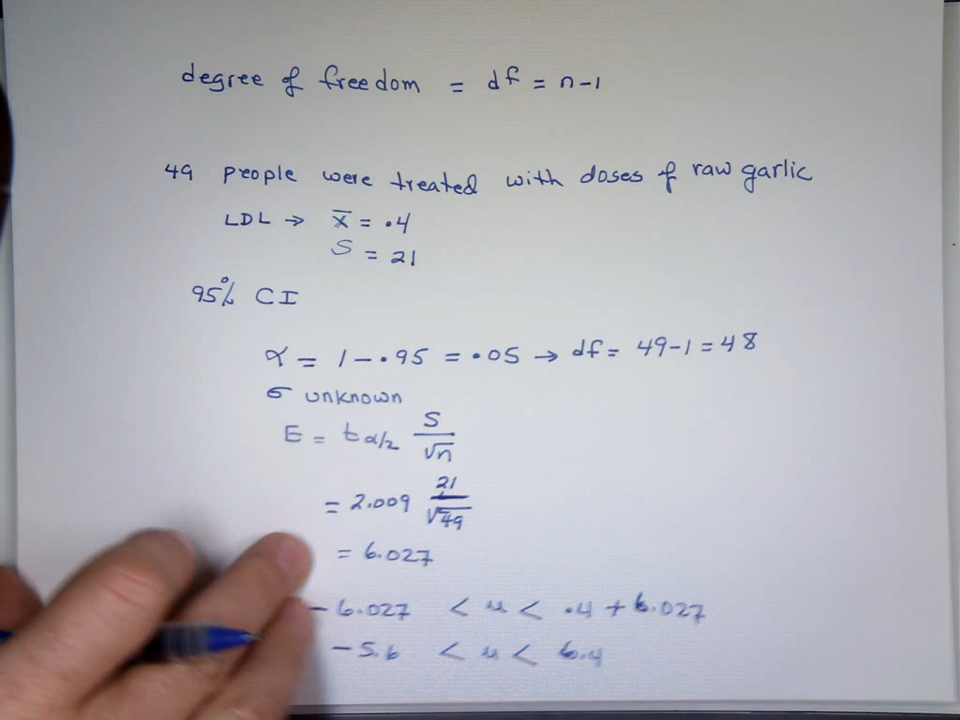 degree of freedom = df = n-1
49 people were treated with doses of raw garlic
LDL → x̄ = .4
S = 21
95% CI
α = 1 - .95 = .05 → df = 49-1 = 48
σ unknown
E = t α/2 S/√n
= 2.009 21/√49
= 6.027
- 6.027 < u < .4 + 6.027
- 5.6 < u < 6.4